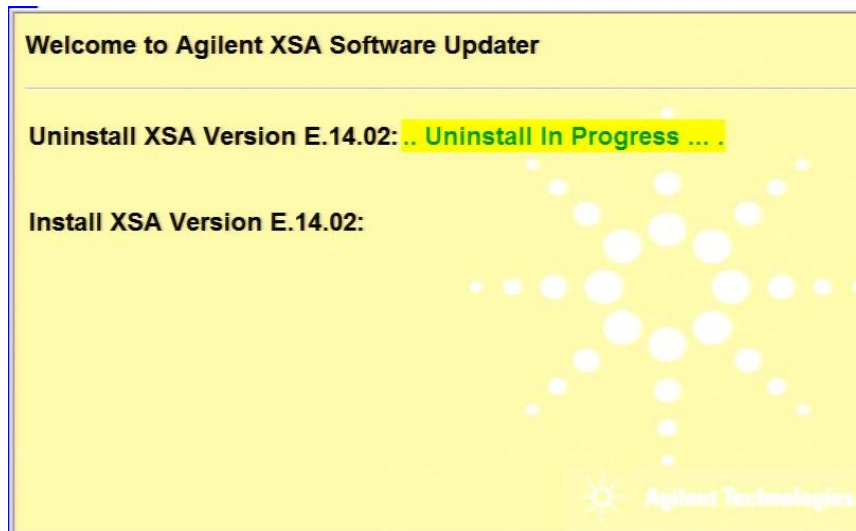 Welcome to Agilent XSA Software Updater
Uninstall XSA Version E.14.02: .. Uninstall In Progress ... .
Install XSA Version E.14.02:
Agilent Technologies